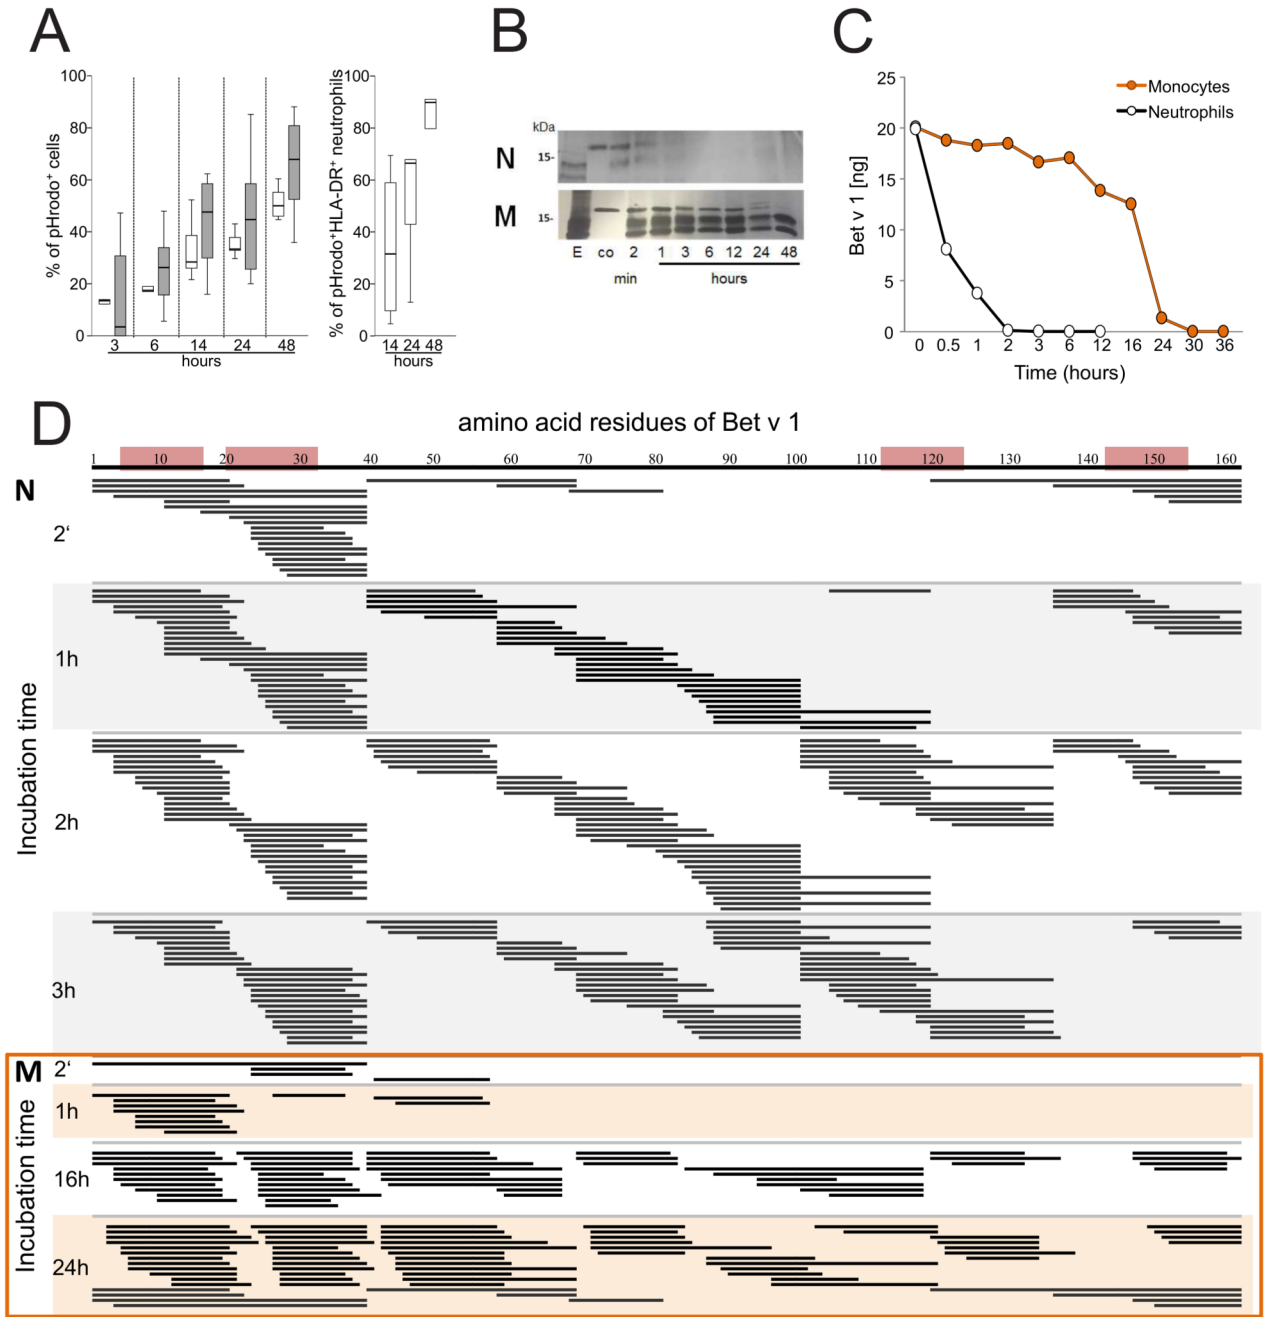 A
% of pHrodo⁺ cells
100
80
60
40
20
0
3 6 14 24 48
hours
% of pHrodo⁺HLA-DR⁺ neutrophils
100
80
60
40
20
0
14 24 48
hours
B
kDa
N
15-
M
15-
E co 2 1 3 6 12 24 48
min hours
C
Bet v 1 [ng]
25
20
15
10
5
0
Monocytes
Neutrophils
0 0.5 1 2 3 6 12 16 24 30 36
Time (hours)
D
amino acid residues of Bet v 1
1 10 20 30 40 50 60 70 80 90 100 110 120 130 140 150 160
N
2‘
1h
2h
3h
Incubation time
M
2‘
1h
16h
24h
Incubation time